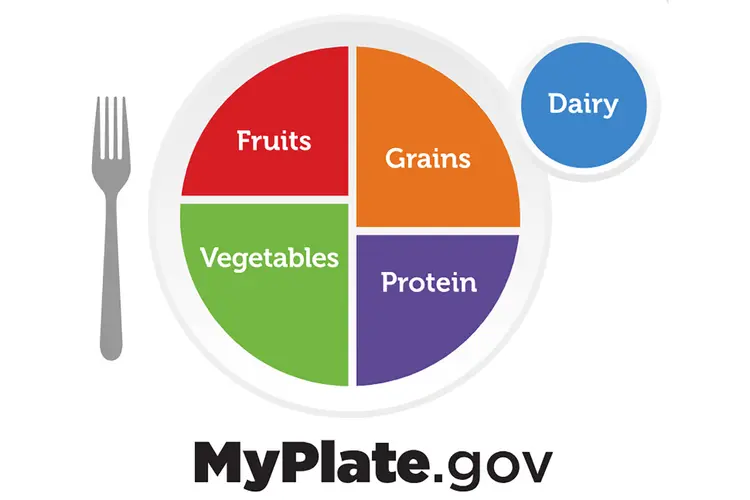 Fruits
Grains
Dairy
Vegetables
Protein
MyPlate.gov